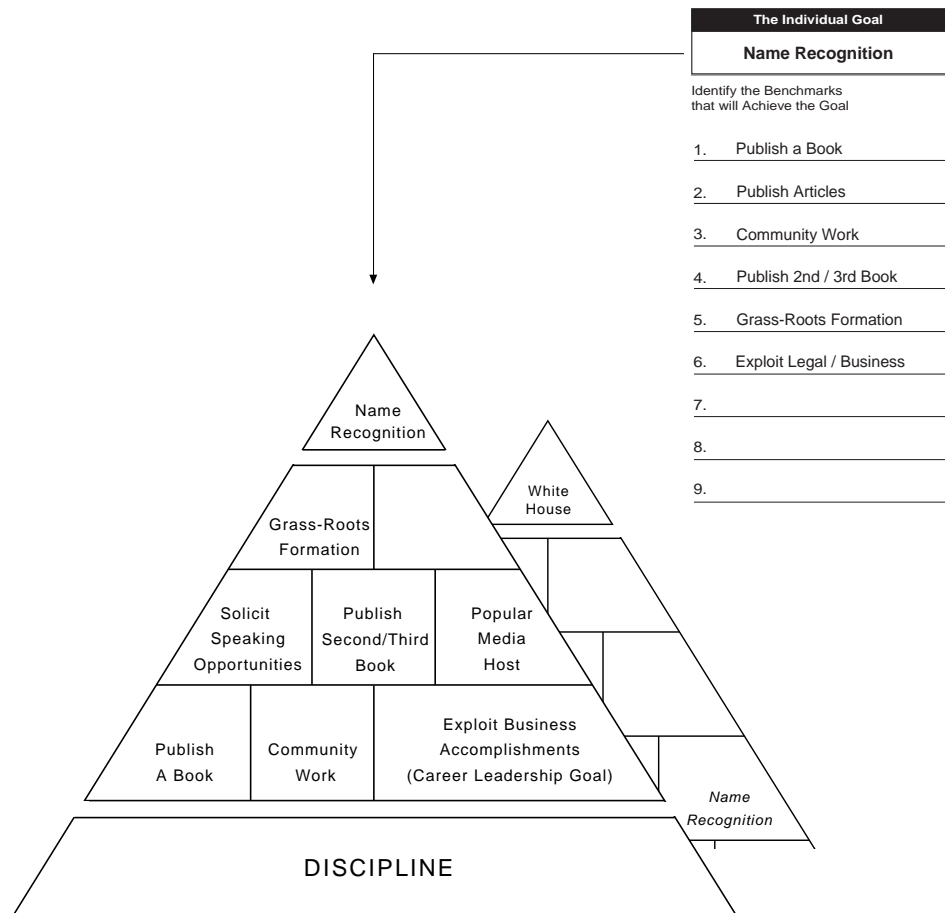 The Individual Goal
Name Recognition
Identify the Benchmarks
that will Achieve the Goal
1. Publish a Book
2. Publish Articles
3. Community Work
4. Publish 2nd / 3rd Book
5. Grass-Roots Formation
6. Exploit Legal / Business
7.
8.
9.
Name
Recognition
White
House
Grass-Roots
Formation
Solicit
Speaking
Opportunities
Publish
Second/Third
Book
Popular
Media
Host
Publish
A Book
Community
Work
Exploit Business
Accomplishments
(Career Leadership Goal)
Name
Recognition
DISCIPLINE